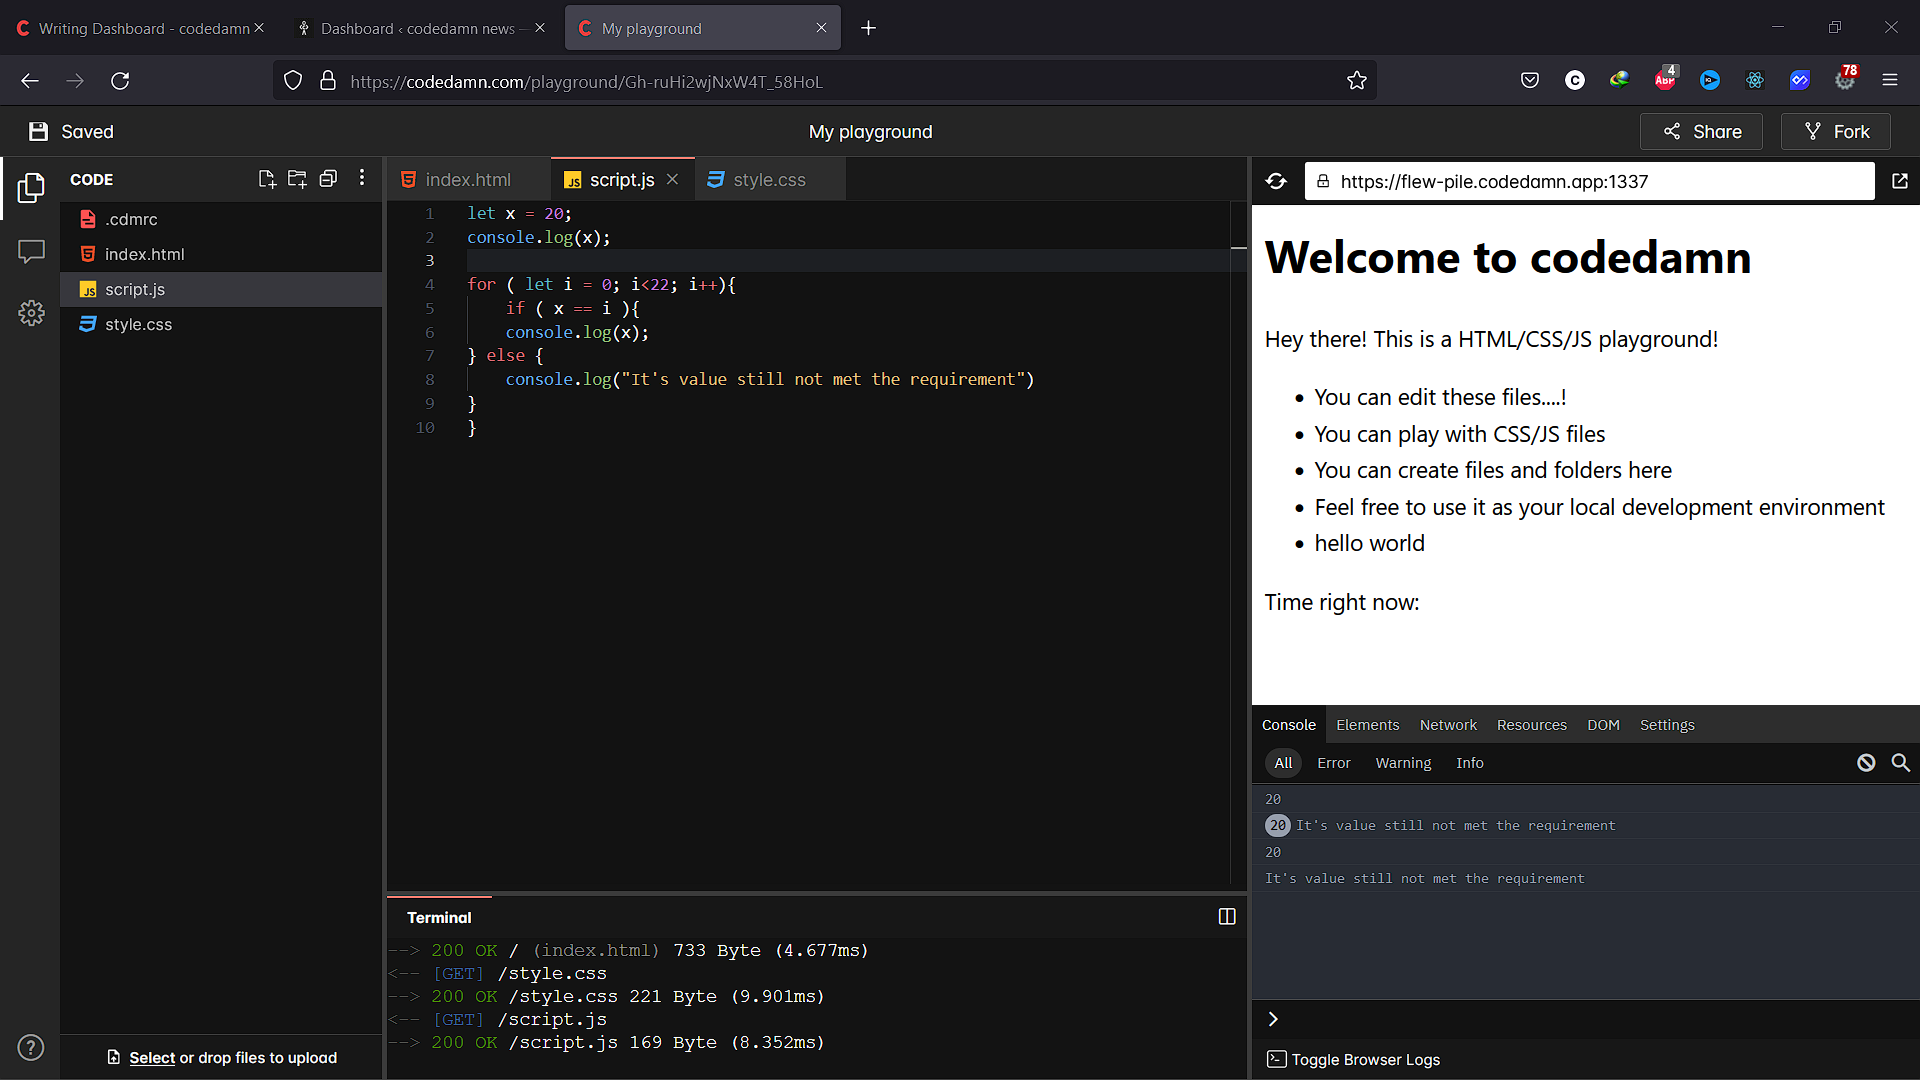 Writing Dashboard - codedamn
Dashboard ‹ codedamn news –
My playground
https://codedamn.com/playground/Gh-ruHi2wjNxW4T_58HoL
C
4
ABP
78
Saved
My playground
Share
Fork
CODE
.cdmrc
index.html
script.js
style.css
Select or drop files to upload
index.html
script.js
style.css
1 let x = 20;
2 console.log(x);
3
4 for ( let i = 0; i<22; i++){
5 if ( x == i ){
6 console.log(x);
7 } else {
8 console.log("It's value still not met the requirement")
9 }
10 }
Terminal
--> 200 OK / (index.html) 733 Byte (4.677ms)
<-- [GET] /style.css
--> 200 OK /style.css 221 Byte (9.901ms)
<-- [GET] /script.js
--> 200 OK /script.js 169 Byte (8.352ms)
https://flew-pile.codedamn.app:1337
Welcome to codedamn
Hey there! This is a HTML/CSS/JS playground!
• You can edit these files....!
• You can play with CSS/JS files
• You can create files and folders here
• Feel free to use it as your local development environment
• hello world
Time right now:
Console Elements Network Resources DOM Settings
All Error Warning Info
20
20 It's value still not met the requirement
20
It's value still not met the requirement
Toggle Browser Logs